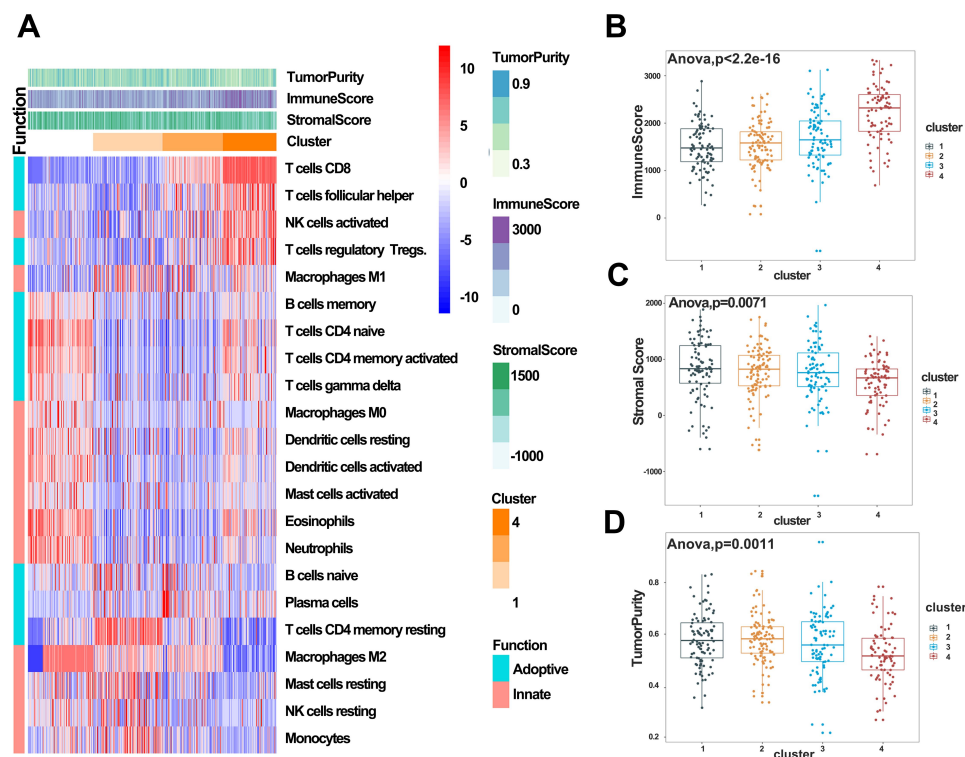 A
Function
TumorPurity
ImmuneScore
StromalScore
Cluster
T cells CD8
T cells follicular helper
NK cells activated
T cells regulatory Tregs.
Macrophages M1
B cells memory
T cells CD4 naive
T cells CD4 memory activated
T cells gamma delta
Macrophages M0
Dendritic cells resting
Dendritic cells activated
Mast cells activated
Eosinophils
Neutrophils
B cells naive
Plasma cells
T cells CD4 memory resting
Macrophages M2
Mast cells resting
NK cells resting
Monocytes
10
5
0
-5
-10
TumorPurity
0.9
0.3
ImmuneScore
3000
0
StromalScore
1500
-1000
Cluster
4
1
Function
Adoptive
Innate
B
Anova,p<2.2e-16
ImmuneScore
3000
2000
1000
0
1 2 3 4
cluster
cluster
1
2
3
4
C
Anova,p=0.0071
Stromal Score
2000
1000
0
-1000
1 2 3 4
cluster
cluster
1
2
3
4
D
Anova,p=0.0011
TumorPurity
0.8
0.6
0.4
0.2
1 2 3 4
cluster
cluster
1
2
3
4